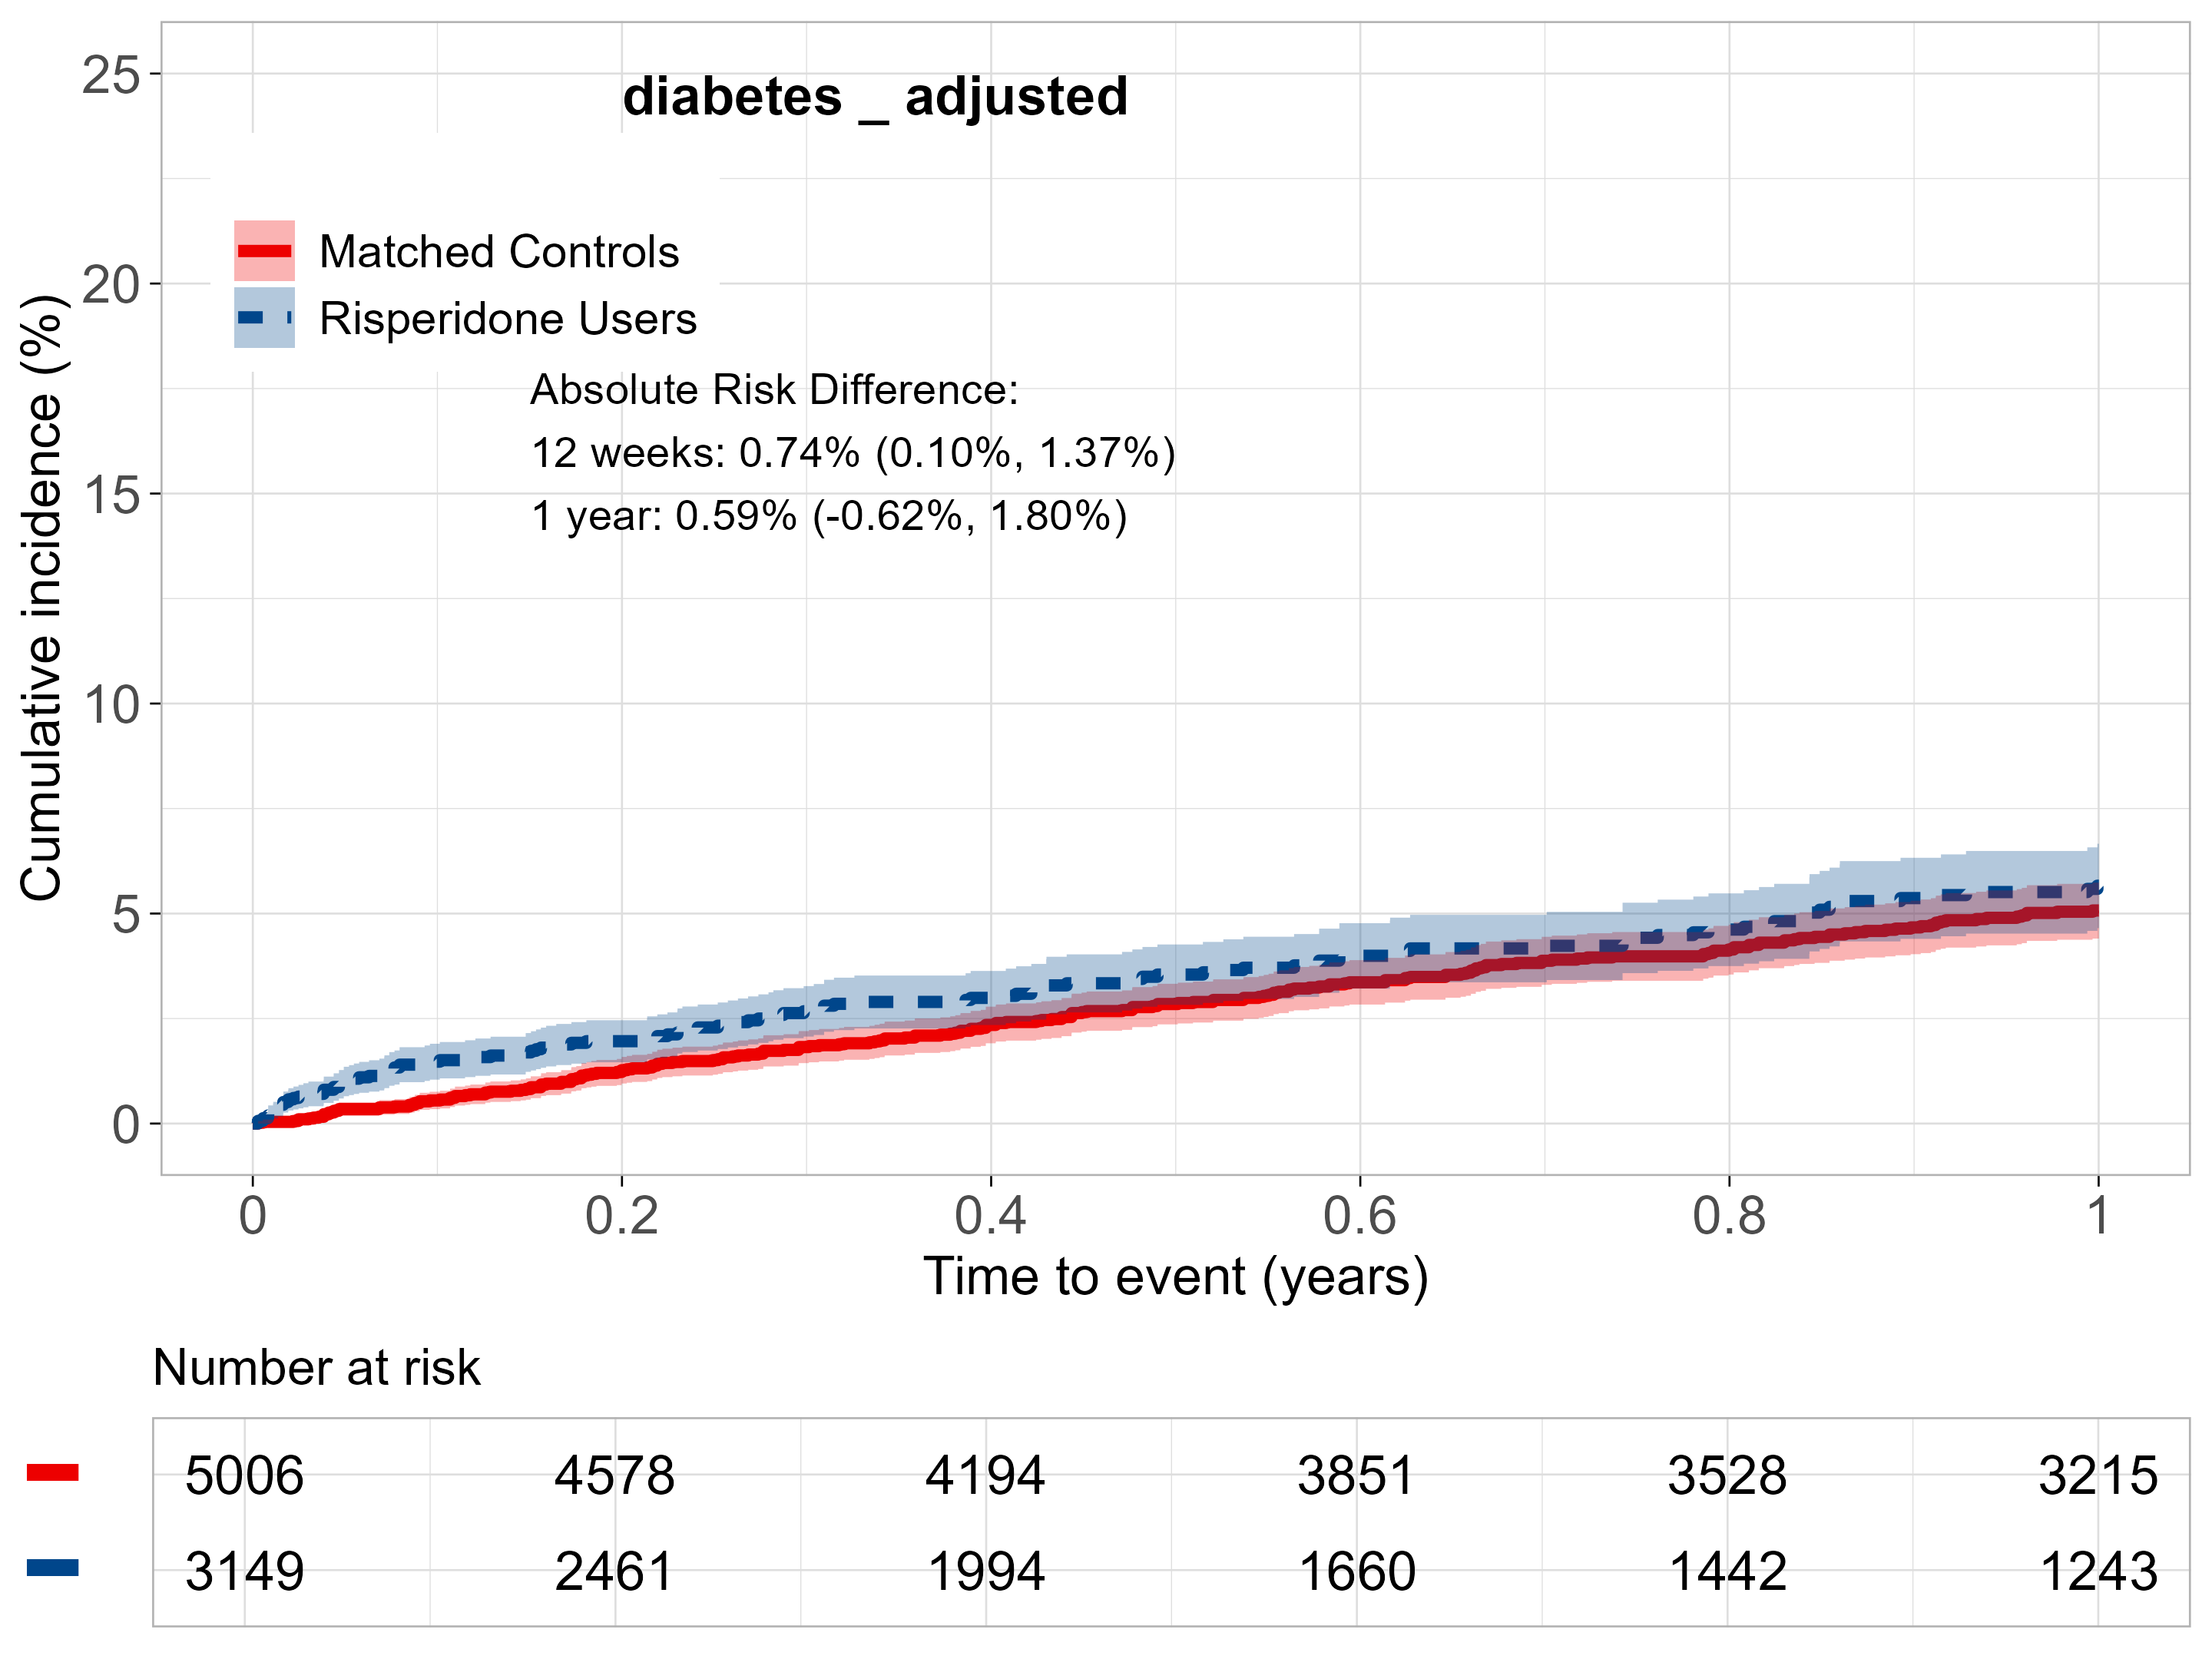 diabetes _ adjusted
Matched Controls
Risperidone Users
Absolute Risk Difference:
12 weeks: 0.74% (0.10%, 1.37%)
1 year: 0.59% (-0.62%, 1.80%)
Cumulative incidence (%)
25
20
15
10
5
0
0 0.2 0.4 0.6 0.8 1
Time to event (years)
Number at risk
5006 4578 4194 3851 3528 3215
3149 2461 1994 1660 1442 1243